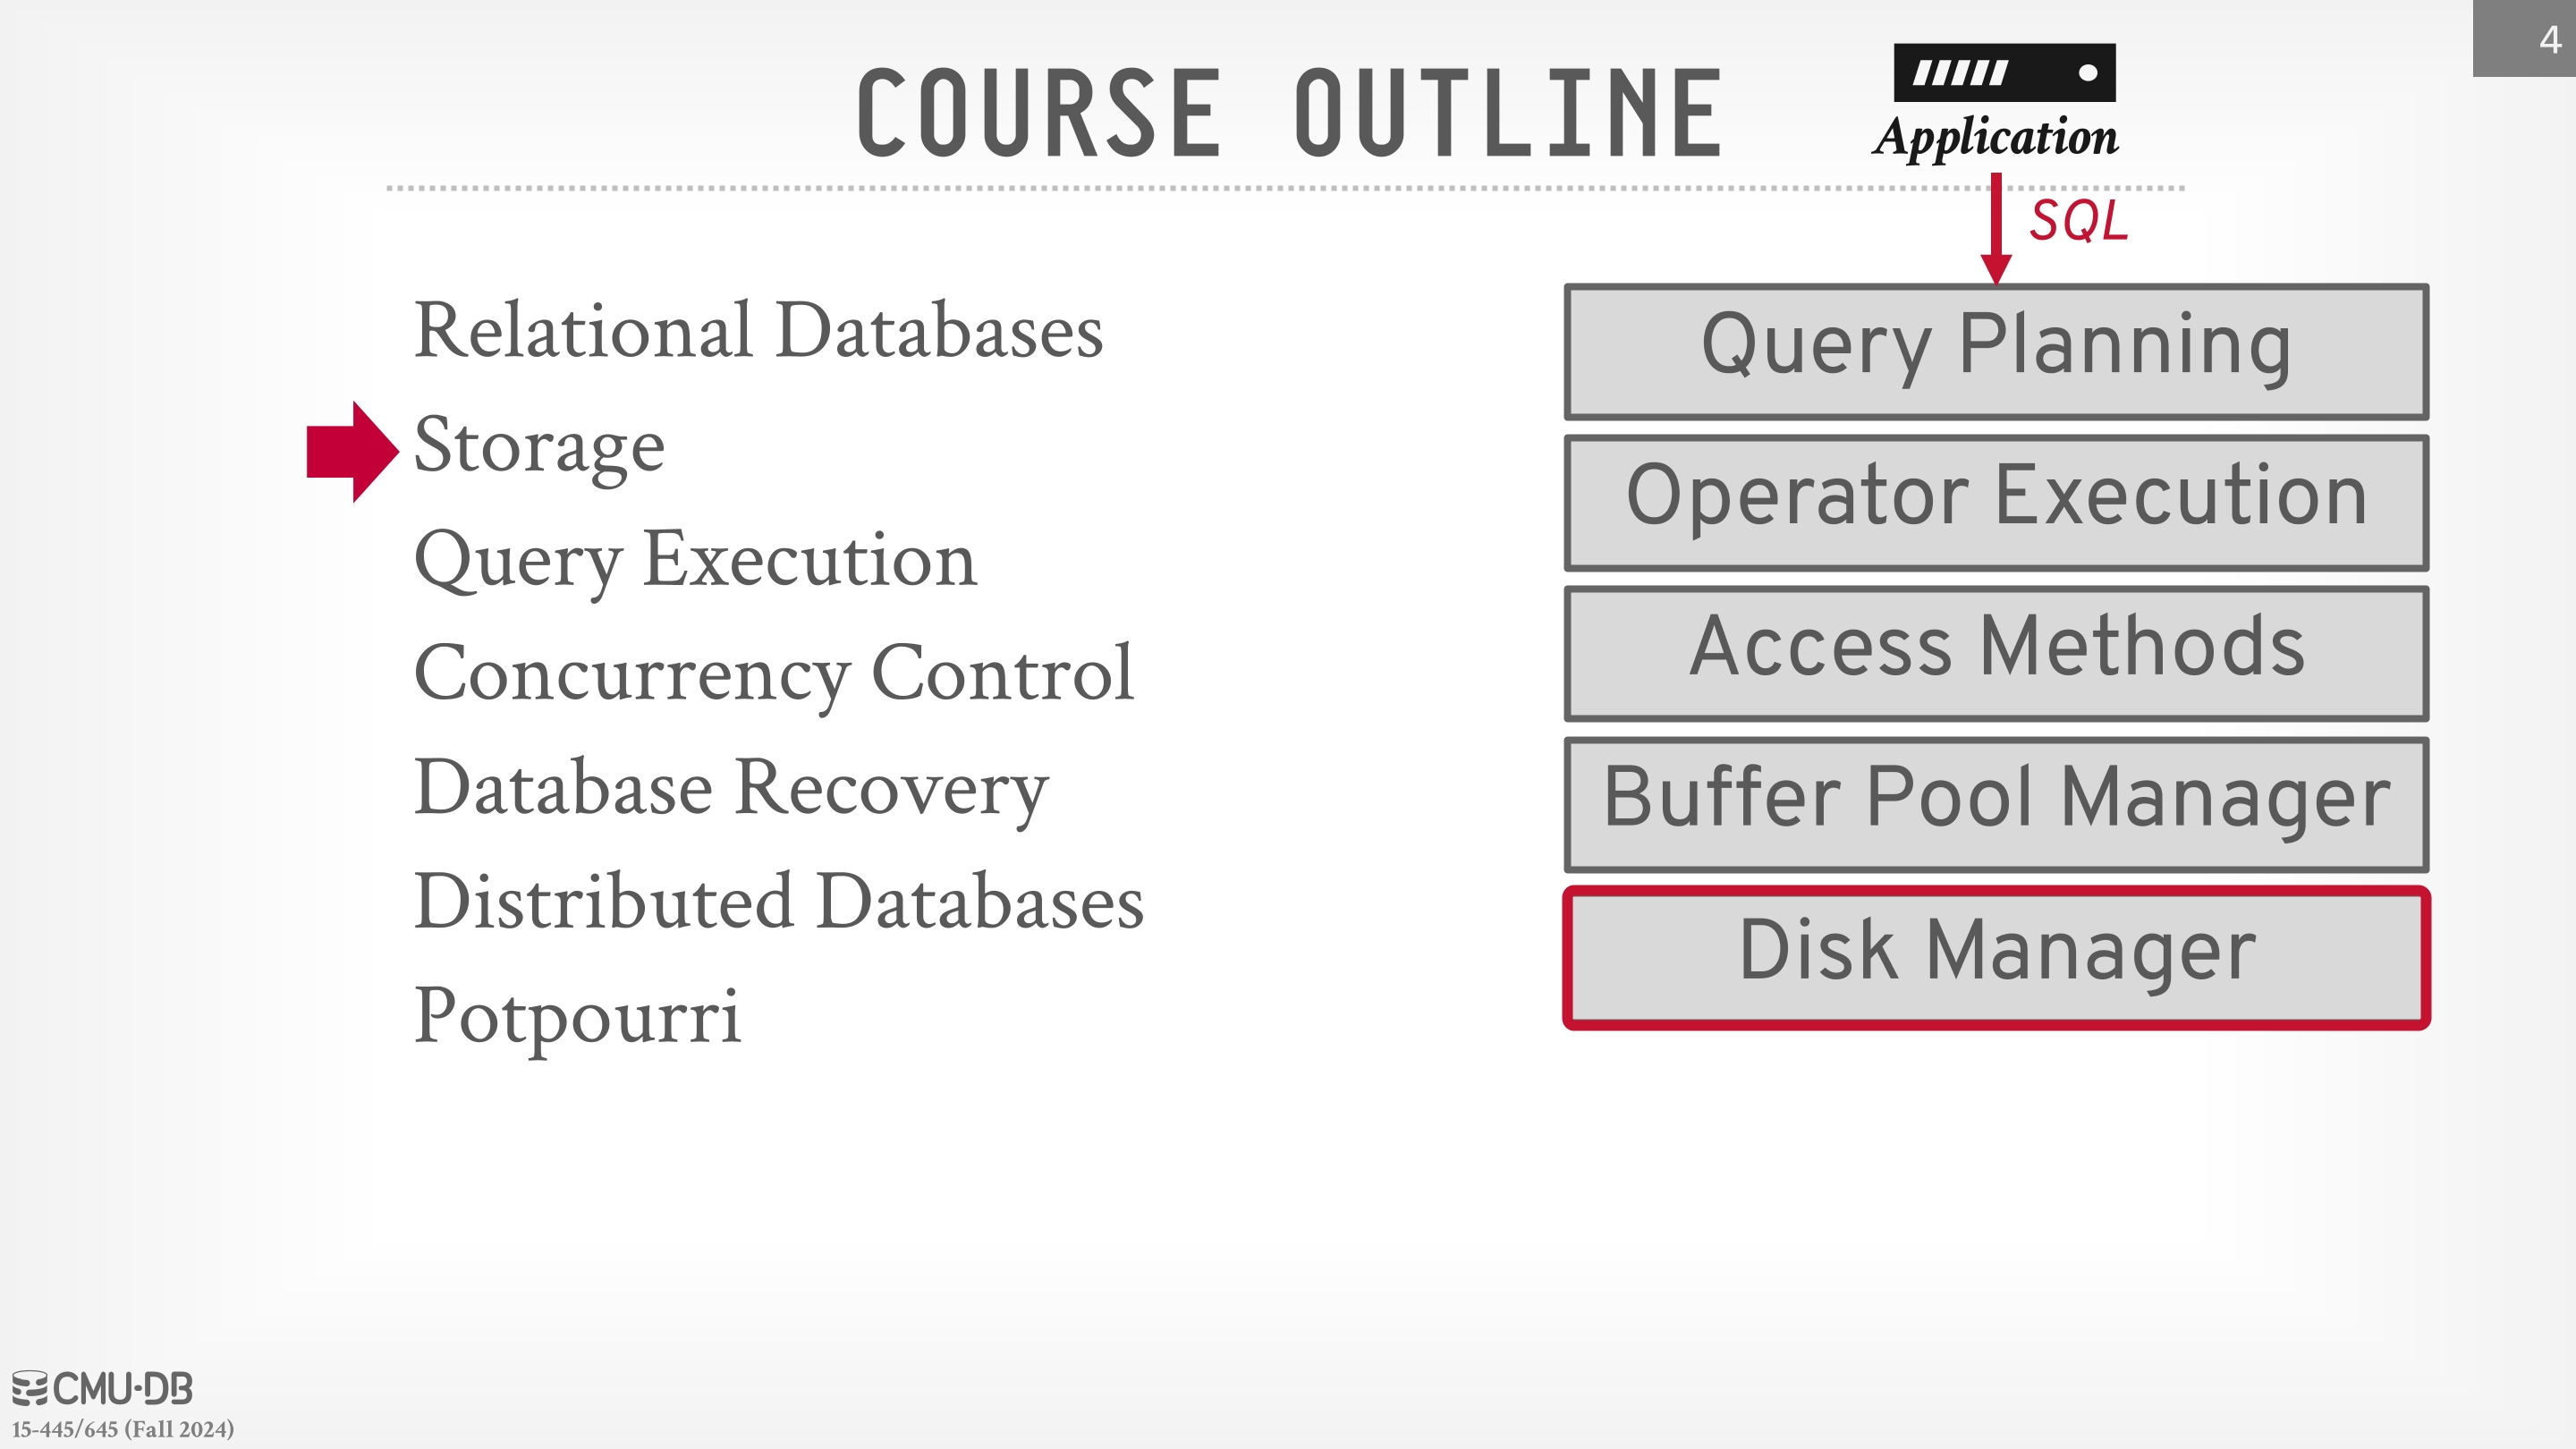 4
COURSE OUTLINE
Application
SQL
Relational Databases
Storage
Query Execution
Concurrency Control
Database Recovery
Distributed Databases
Potpourri
Query Planning
Operator Execution
Access Methods
Buffer Pool Manager
Disk Manager
CMU·DB
15-445/645 (Fall 2024)